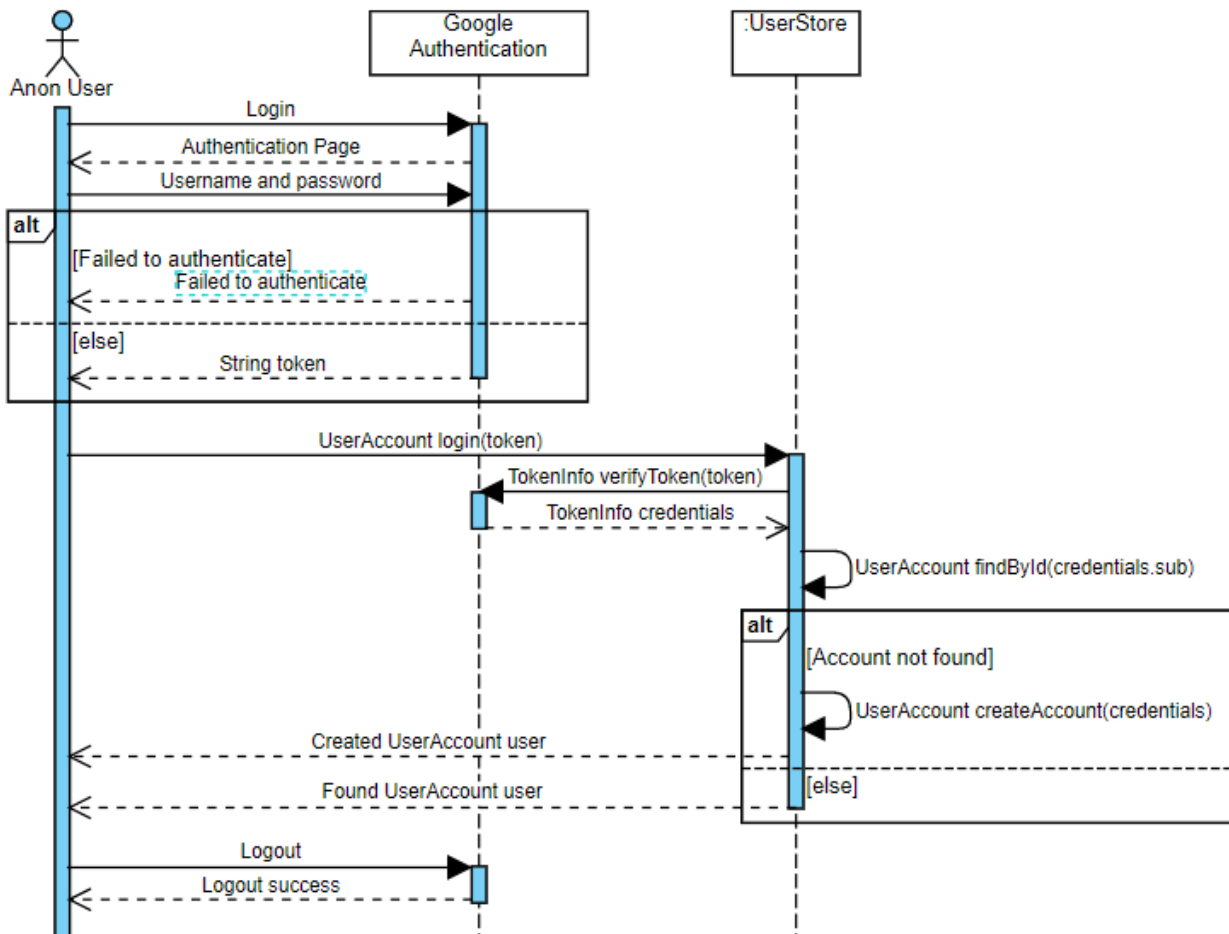 Google
Authentication
:UserStore
Anon User
Login
Authentication Page
Username and password
alt
[Failed to authenticate]
Failed to authenticate
[else]
String token
UserAccount login(token)
TokenInfo verifyToken(token)
TokenInfo credentials
UserAccount findById(credentials.sub)
alt
[Account not found]
UserAccount createAccount(credentials)
Created UserAccount user
[else]
Found UserAccount user
Logout
Logout success